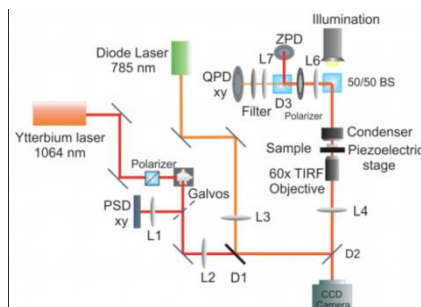 Illumination
ZPD
Diode Laser
785 nm
L7
L6
QPD
xy
50/50 BS
Filter
D3
Polarizer
Ytterbium laser
1064 nm
Condenser
Sample
Piezoelectric
stage
Polarizer
60x TIRF
Objective
Galvos
PSD
xy
L1
L3
L4
L2
D1
D2
CCD
Camera